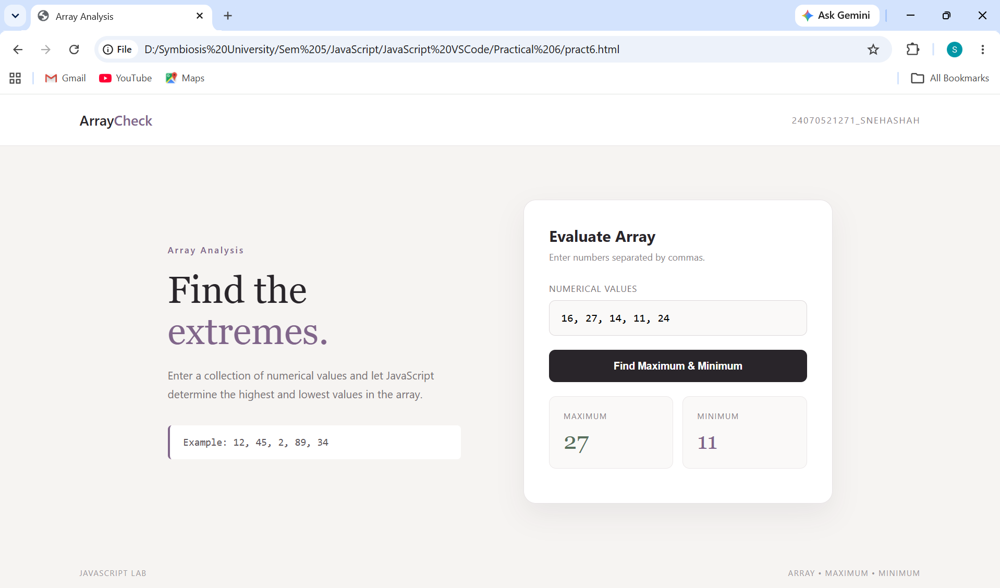 Array Analysis
Ask Gemini
File
D:/Symbiosis%20University/Sem%205/JavaScript/JavaScript%20VSCode/Practical%206/pract6.html
S
Gmail
YouTube
Maps
All Bookmarks
ArrayCheck
24070521271_SNEHASHAH
Array Analysis
Find the
extremes.
Enter a collection of numerical values and let JavaScript
determine the highest and lowest values in the array.
Example: 12, 45, 2, 89, 34
Evaluate Array
Enter numbers separated by commas.
NUMERICAL VALUES
16, 27, 14, 11, 24
Find Maximum & Minimum
MAXIMUM
27
MINIMUM
11
JAVASCRIPT LAB
ARRAY • MAXIMUM • MINIMUM